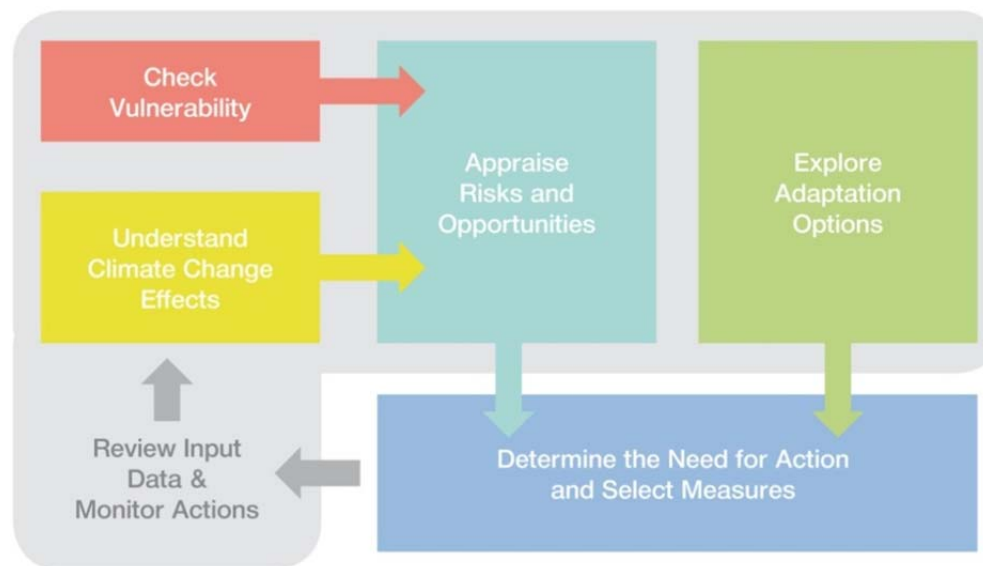 Check
Vulnerability
Appraise
Risks and
Opportunities
Explore
Adaptation
Options
Understand
Climate Change
Effects
Review Input
Data &
Monitor Actions
Determine the Need for Action
and Select Measures